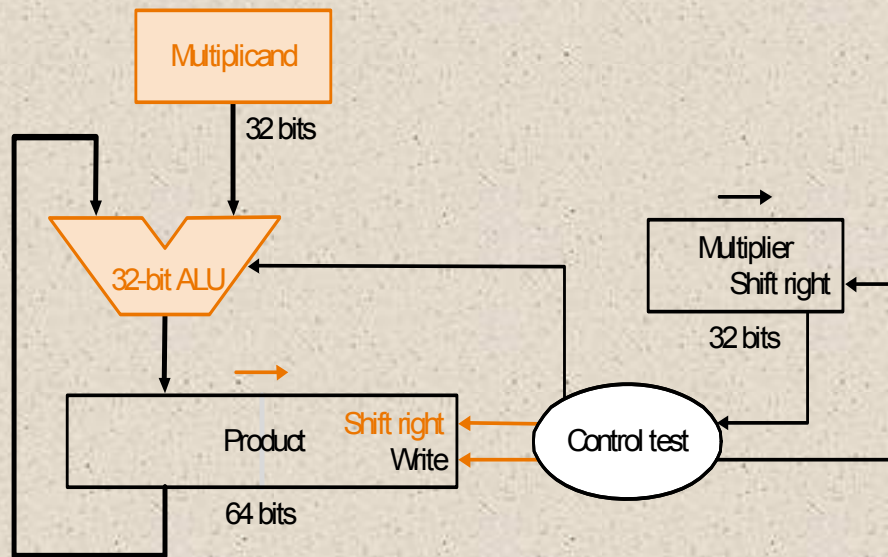 Multiplicand
32 bits
32-bit ALU
Multiplier
Shift right
32 bits
Product
Shift right
Write
Control test
64 bits